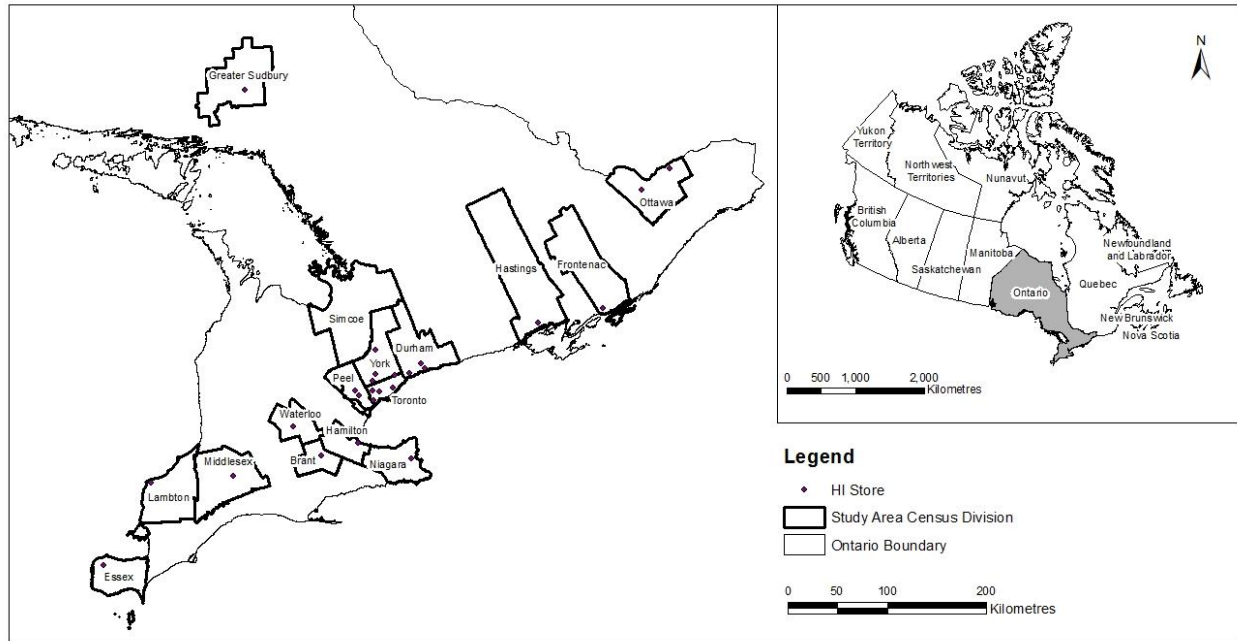 Greater Sudbury
Ottawa
Hastings
Frontenac
Simcoe
Durham
York
Peel
Toronto
Waterloo
Hamilton
Brant
Niagara
Middlesex
Lambton
Essex
N
Yukon
Territory
Northwest
Territories
Nunavut
British
Columbia
Alberta
Saskatchewan
Manitoba
Ontario
Quebec
Newfoundland
and Labrador
New Brunswick
Nova Scotia
0 500 1,000 2,000
Kilometres
Legend
HI Store
Study Area Census Division
Ontario Boundary
0 50 100 200
Kilometres